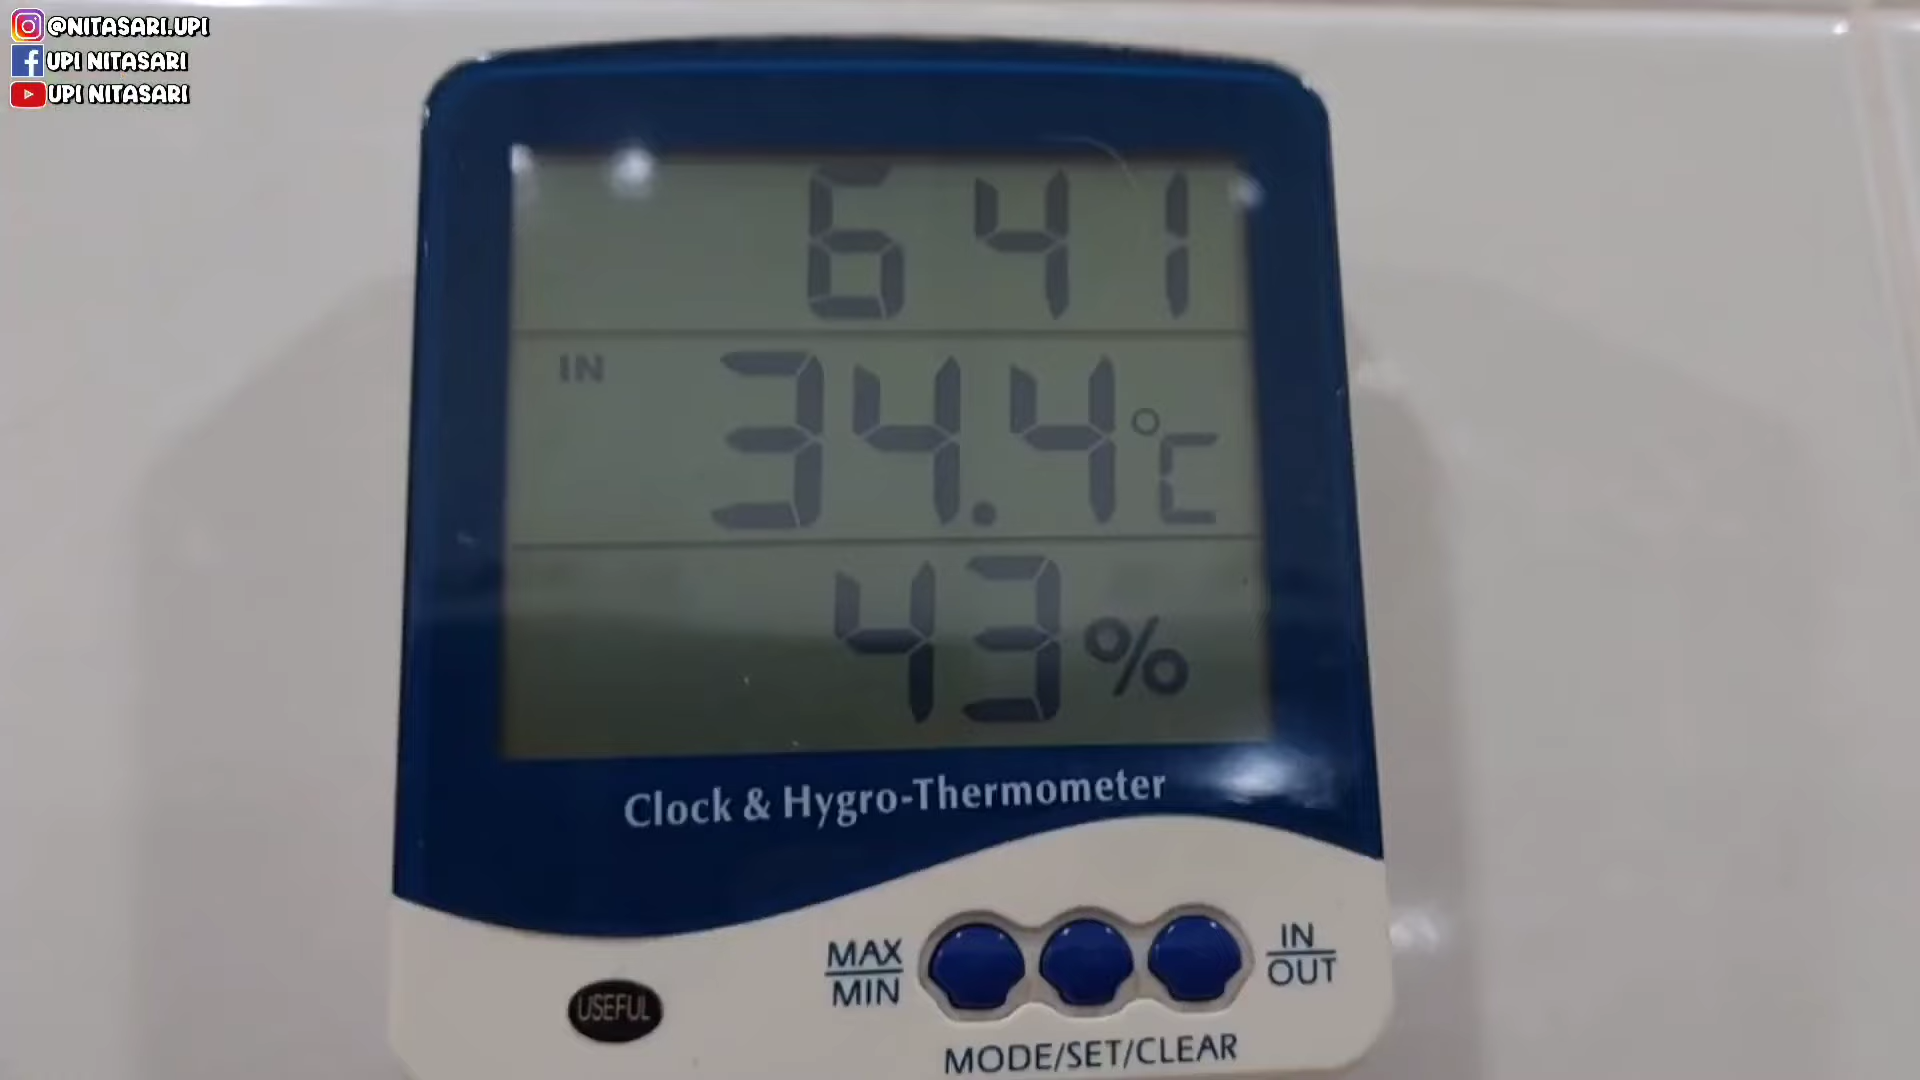 @NITASARI.UPI
UPI NITASARI
UPI NITASARI
6 41
IN
34.4°C
43%
Clock & Hygro-Thermometer
MAX
MIN
IN
OUT
USEFUL
MODE/SET/CLEAR